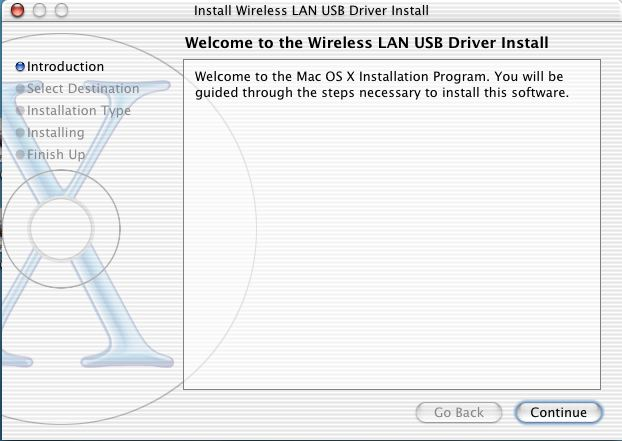 Install Wireless LAN USB Driver Install
Welcome to the Wireless LAN USB Driver Install
Introduction
Select Destination
Installation Type
Installing
Finish Up
Welcome to the Mac OS X Installation Program. You will be
guided through the steps necessary to install this software.
Go Back
Continue